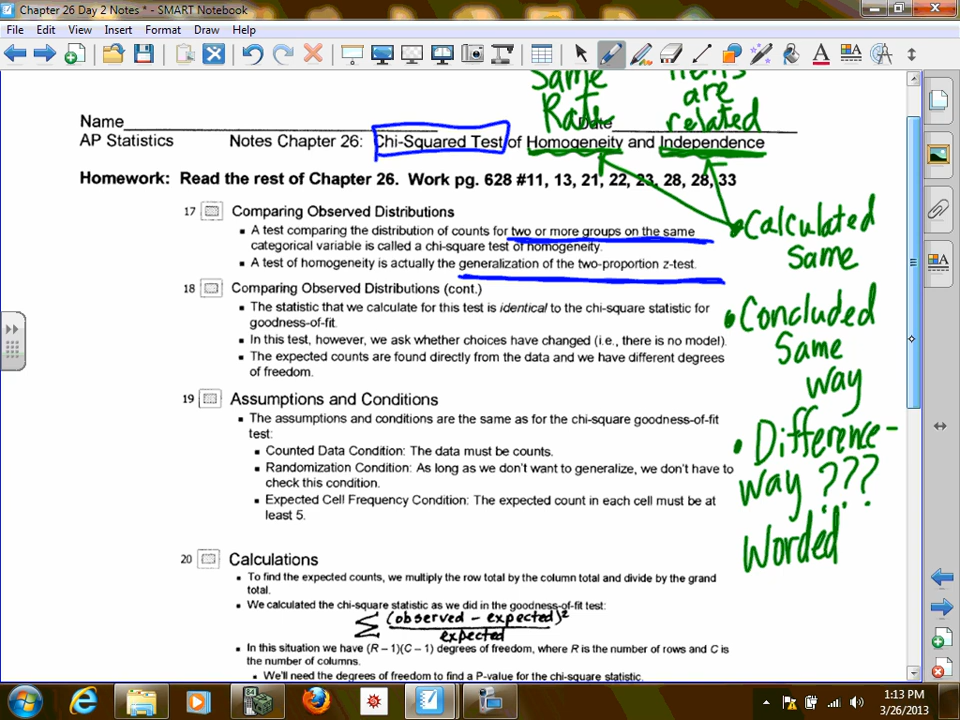 Chapter 26 Day 2 Notes * - SMART Notebook
File Edit View Insert Format Draw Help
Same
Rate
Items
are
related
Name Date
AP Statistics Notes Chapter 26: Chi-Squared Test of Homogeneity and Independence
Homework: Read the rest of Chapter 26. Work pg. 628 #11, 13, 21, 22, 23, 28, 28, 33
17 Comparing Observed Distributions
▪ A test comparing the distribution of counts for two or more groups on the same
categorical variable is called a chi-square test of homogeneity.
▪ A test of homogeneity is actually the generalization of the two-proportion z-test.
18 Comparing Observed Distributions (cont.)
▪ The statistic that we calculate for this test is identical to the chi-square statistic for
goodness-of-fit.
▪ In this test, however, we ask whether choices have changed (i.e., there is no model).
▪ The expected counts are found directly from the data and we have different degrees
of freedom.
19 Assumptions and Conditions
▪ The assumptions and conditions are the same as for the chi-square goodness-of-fit
test:
▪ Counted Data Condition: The data must be counts.
▪ Randomization Condition: As long as we don't want to generalize, we don't have to
check this condition.
▪ Expected Cell Frequency Condition: The expected count in each cell must be at
least 5.
20 Calculations
▪ To find the expected counts, we multiply the row total by the column total and divide by the grand
total.
▪ We calculated the chi-square statistic as we did in the goodness-of-fit test:
∑ (observed - expected)²
expected
▪ In this situation we have (R – 1)(C – 1) degrees of freedom, where R is the number of rows and C is
the number of columns.
▪ We'll need the degrees of freedom to find a P-value for the chi-square statistic.
• Calculated
Same
• Concluded
Same
way
• Difference -
way ???
Worded
1:13 PM
3/26/2013